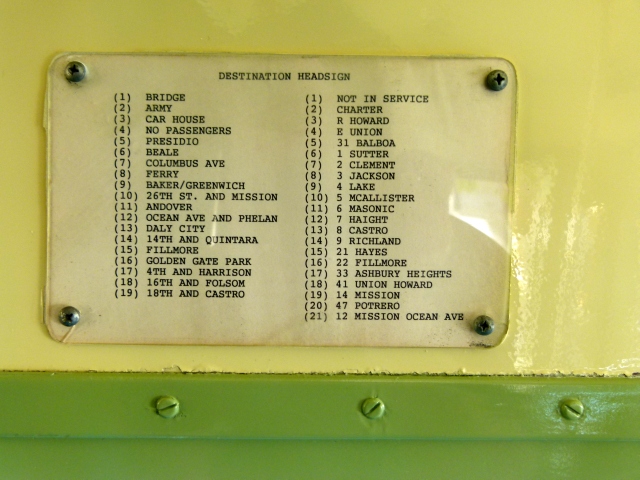 DESTINATION HEADSIGN
(1) BRIDGE
(2) ARMY
(3) CAR HOUSE
(4) NO PASSENGERS
(5) PRESIDIO
(6) BEALE
(7) COLUMBUS AVE
(8) FERRY
(9) BAKER/GREENWICH
(10) 26TH ST. AND MISSION
(11) ANDOVER
(12) OCEAN AVE AND PHELAN
(13) DALY CITY
(14) 14TH AND QUINTARA
(15) FILLMORE
(16) GOLDEN GATE PARK
(17) 4TH AND HARRISON
(18) 16TH AND FOLSOM
(19) 18TH AND CASTRO
(1) NOT IN SERVICE
(2) CHARTER
(3) R HOWARD
(4) E UNION
(5) 31 BALBOA
(6) 1 SUTTER
(7) 2 CLEMENT
(8) 3 JACKSON
(9) 4 LAKE
(10) 5 MCALLISTER
(11) 6 MASONIC
(12) 7 HAIGHT
(13) 8 CASTRO
(14) 9 RICHLAND
(15) 21 HAYES
(16) 22 FILLMORE
(17) 33 ASHBURY HEIGHTS
(18) 41 UNION HOWARD
(19) 14 MISSION
(20) 47 POTRERO
(21) 12 MISSION OCEAN AVE